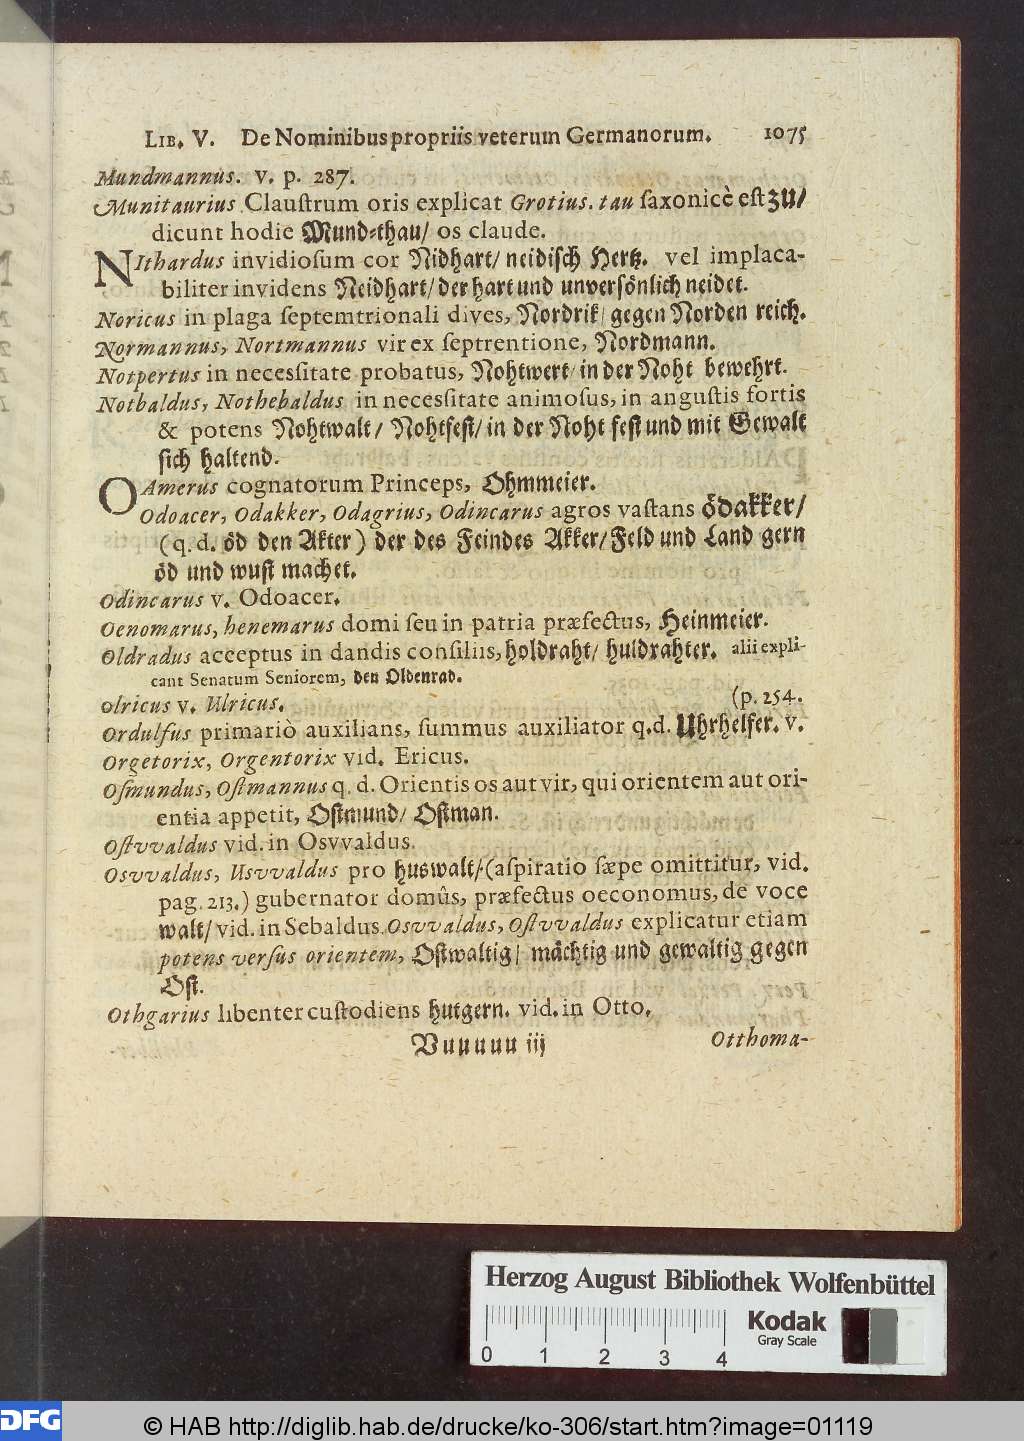 LIB. V. De Nominibus propriis veterum Germanorum. 1075
Mundmannus. v. p. 287.
Munitaurius Clauſtrum oris explicat Grotius. tau ſaxonicè eſt zu/
dicunt hodie Mund⸗thau/ os claude.
NIthardus invidioſum cor Nidhart/ neidiſch Hertz. vel implaca-
biliter invidens Neidhart/ der hart und unverſönlich neidet.
Noricus in plaga ſeptemtrionali dives, Nordrik/ gegen Norden reich.
Normannus, Nortmannus vir ex ſeptrentione, Nordmann.
Notpertus in neceſsitate probatus, Nohtwert/ in der Noht bewehrt.
Notbaldus, Nothebaldus in neceſsitate animoſus, in anguſtis fortis
& potens Nohtwalt/ Nohtfeſt/ in der Noht feſt und mit Gewalt
ſich haltend.
OAmerus cognatorum Princeps, Ohmmeier.
Odoacer, Odakker, Odagrius, Odincarus agros vaſtans ödakker/
(q. d. öd den Akter) der des Feindes Akker/ Feld und Land gern
öd und wuſt machet.
Odincarus v. Odoacer.
Oenomarus, henemarus domi ſeu in patria præfectus, Heinmeier.
Oldradus acceptus in dandis conſiliis, holdraht/ huldrahter. alii expli-
cant Senatum Seniorem, den Oldenrad.
olricus v. Ulricus. (p. 254.
Ordulfus primariò auxilians, ſummus auxiliator q.d. Uhrhelfer. v.
Orgetorix, Orgentorix vid. Ericus.
Oſmundus, Oſtmannus q. d. Orientis os aut vir, qui orientem aut ori-
entia appetit, Oſtmund/ Oſtman.
Oſtvvaldus vid. in Osvvaldus.
Osvvaldus, Usvvaldus pro huswalt/ (aſpiratio ſæpe omittitur, vid.
pag. 213.) gubernator domûs, præfectus oeconomus, de voce
walt/ vid. in Sebaldus. Osvvaldus, Oſtvvaldus explicatur etiam
potens verſus orientem, Oſtwaltig/ mächtig und gewaltig gegen
Oſt.
Othgarius libenter cuſtodiens hutgern. vid. in Otto.
Vuuuuu iij Otthoma-
Herzog August Bibliothek Wolfenbüttel
Kodak
Gray Scale
0 1 2 3 4
DFG
© HAB http://diglib.hab.de/drucke/ko-306/start.htm?image=01119